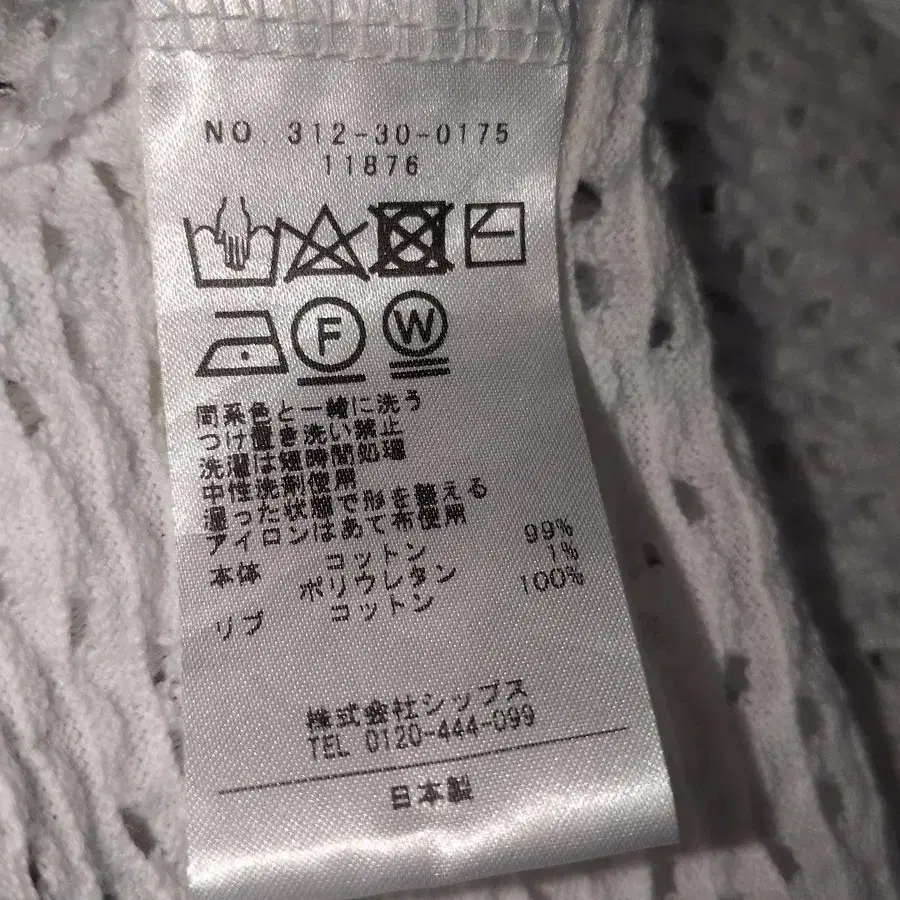 NO. 312-30-0175
11876
F W
同系色と一緒に洗う
つけ置き洗い禁止
洗濯は短時間処理
中性洗剤使用
湿った状態で形を整える
アイロンはあて布使用
本体 コットン 99%
ポリウレタン 1%
リブ コットン 100%
株式会社シップス
TEL 0120-444-099
日本製